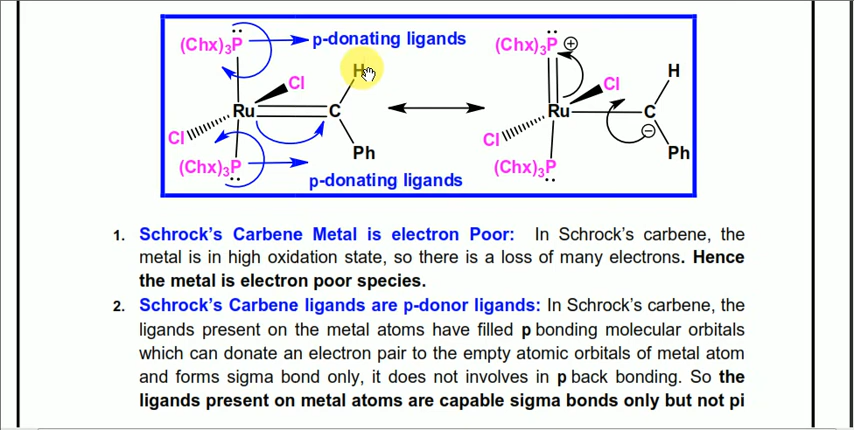 (Chx)₃P p-donating ligands (Chx)₃P ⊕
H H
Cl Cl
Ru C Ru C
Cl Cl ⊖
Ph Ph
(Chx)₃P (Chx)₃P
p-donating ligands
1. Schrock's Carbene Metal is electron Poor: In Schrock's carbene, the
metal is in high oxidation state, so there is a loss of many electrons. Hence
the metal is electron poor species.
2. Schrock's Carbene ligands are p-donor ligands: In Schrock's carbene, the
ligands present on the metal atoms have filled p bonding molecular orbitals
which can donate an electron pair to the empty atomic orbitals of metal atom
and forms sigma bond only, it does not involves in p back bonding. So the
ligands present on metal atoms are capable sigma bonds only but not pi